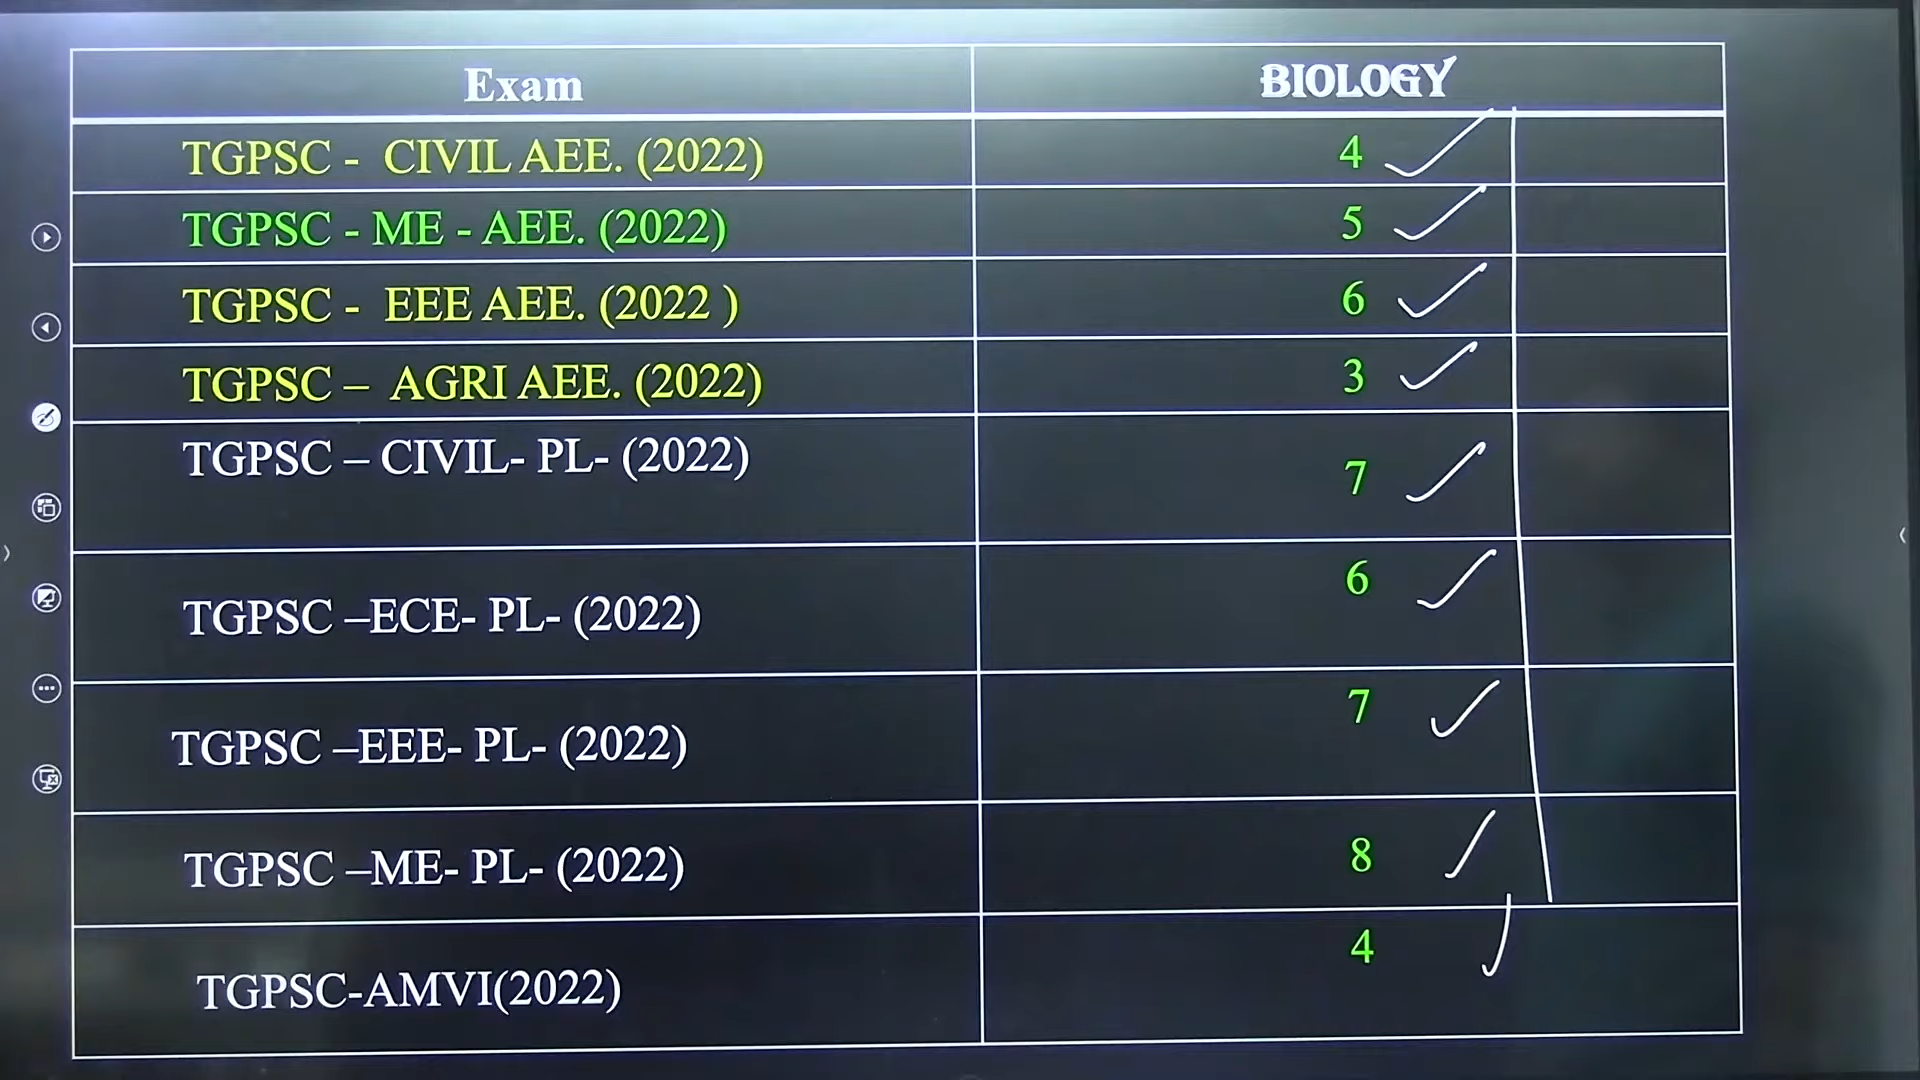 Exam BIOLOGY
TGPSC - CIVIL AEE. (2022) 4
TGPSC - ME - AEE. (2022) 5
TGPSC - EEE AEE. (2022 ) 6
TGPSC – AGRI AEE. (2022) 3
TGPSC – CIVIL- PL- (2022) 7
TGPSC –ECE- PL- (2022) 6
TGPSC –EEE- PL- (2022) 7
TGPSC –ME- PL- (2022) 8
TGPSC-AMVI(2022) 4